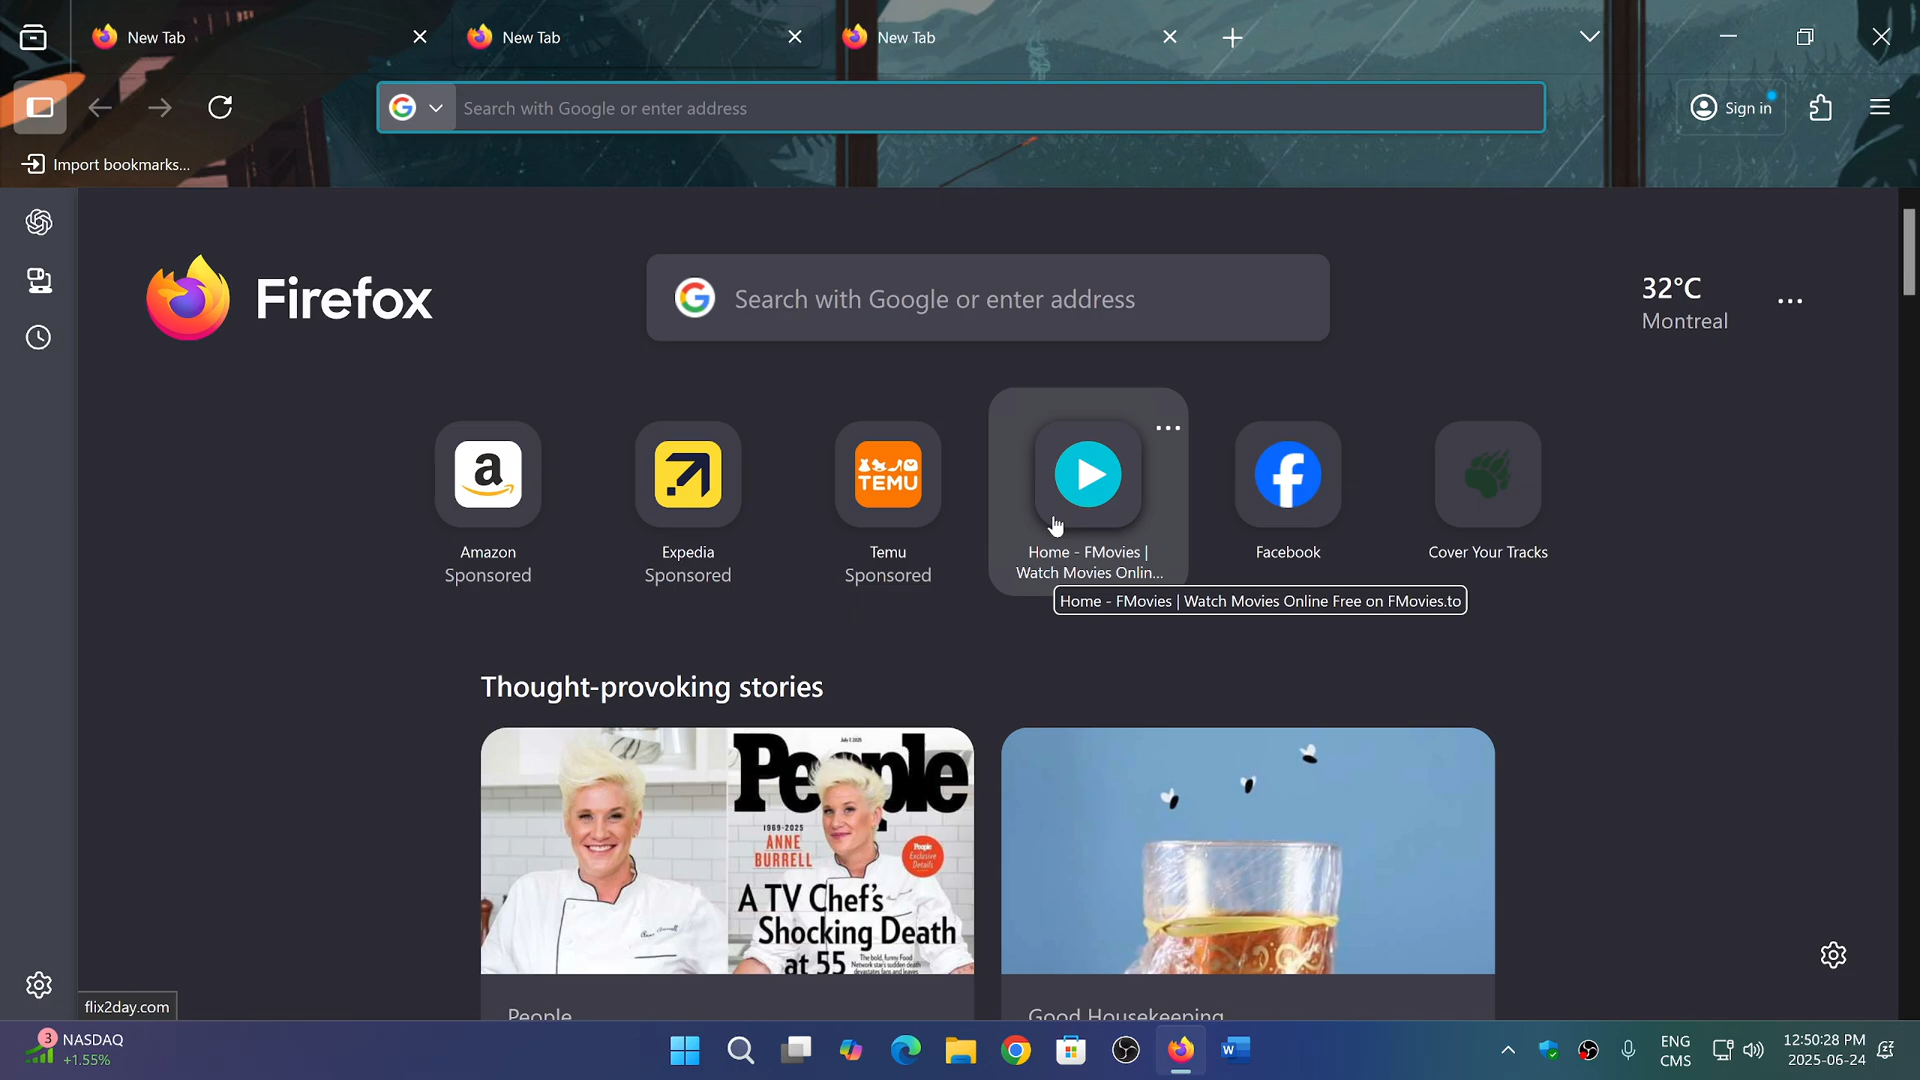 New Tab
New Tab
New Tab
Search with Google or enter address
Sign in
Import bookmarks...
Firefox
Search with Google or enter address
32°C
Montreal
a
TEMU
Amazon
Sponsored
Expedia
Sponsored
Temu
Sponsored
Home - FMovies |
Watch Movies Onlin...
Facebook
Cover Your Tracks
Home - FMovies | Watch Movies Online Free on FMovies.to
Thought-provoking stories
People
1969-2025
ANNE
BURRELL
People
Exclusive
Details
A TV Chef's
Shocking Death
at 55
People
Good Housekeeping
flix2day.com
3
NASDAQ
+1.55%
W
ENG
CMS
12:50:28 PM
2025-06-24